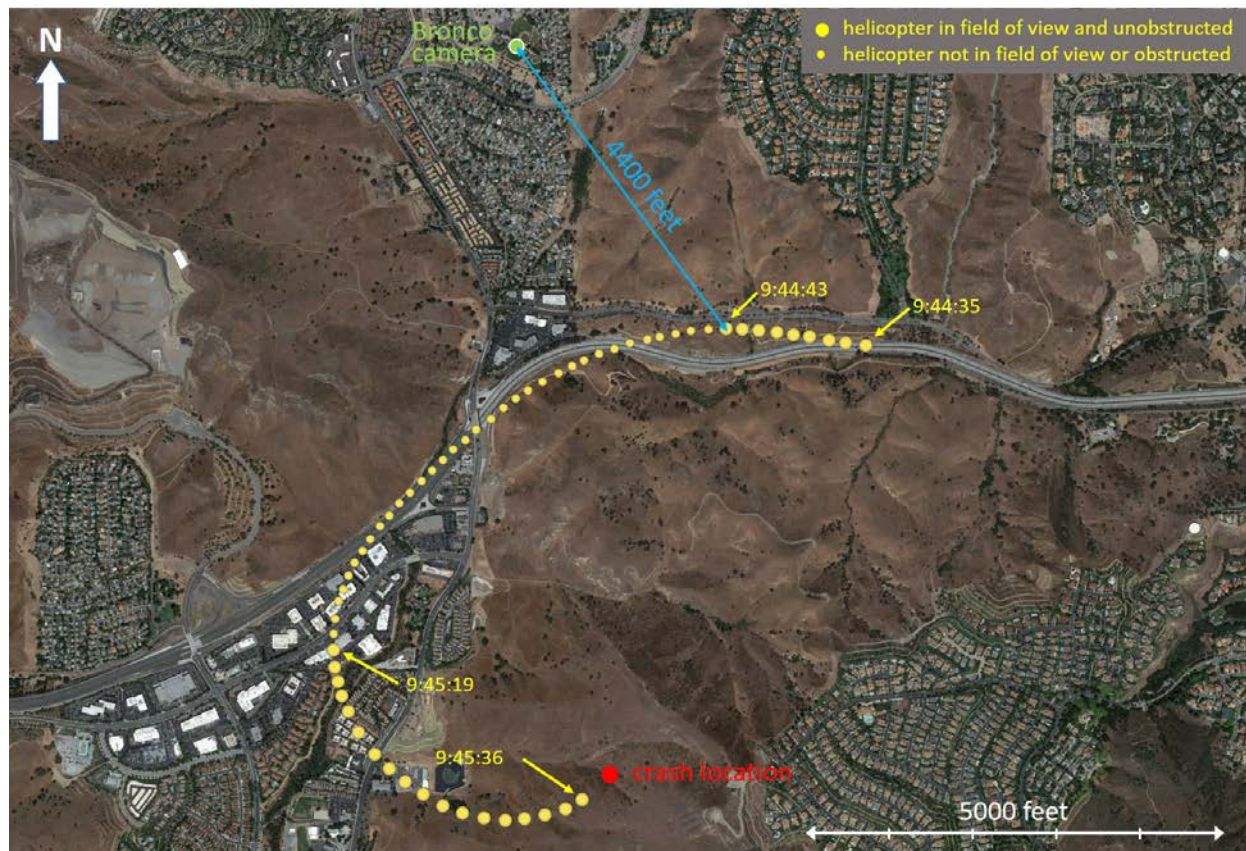 N
Bronco
camera
helicopter in field of view and unobstructed
helicopter not in field of view or obstructed
4400 feet
9:44:43
9:44:35
9:45:19
9:45:36
crash location
5000 feet